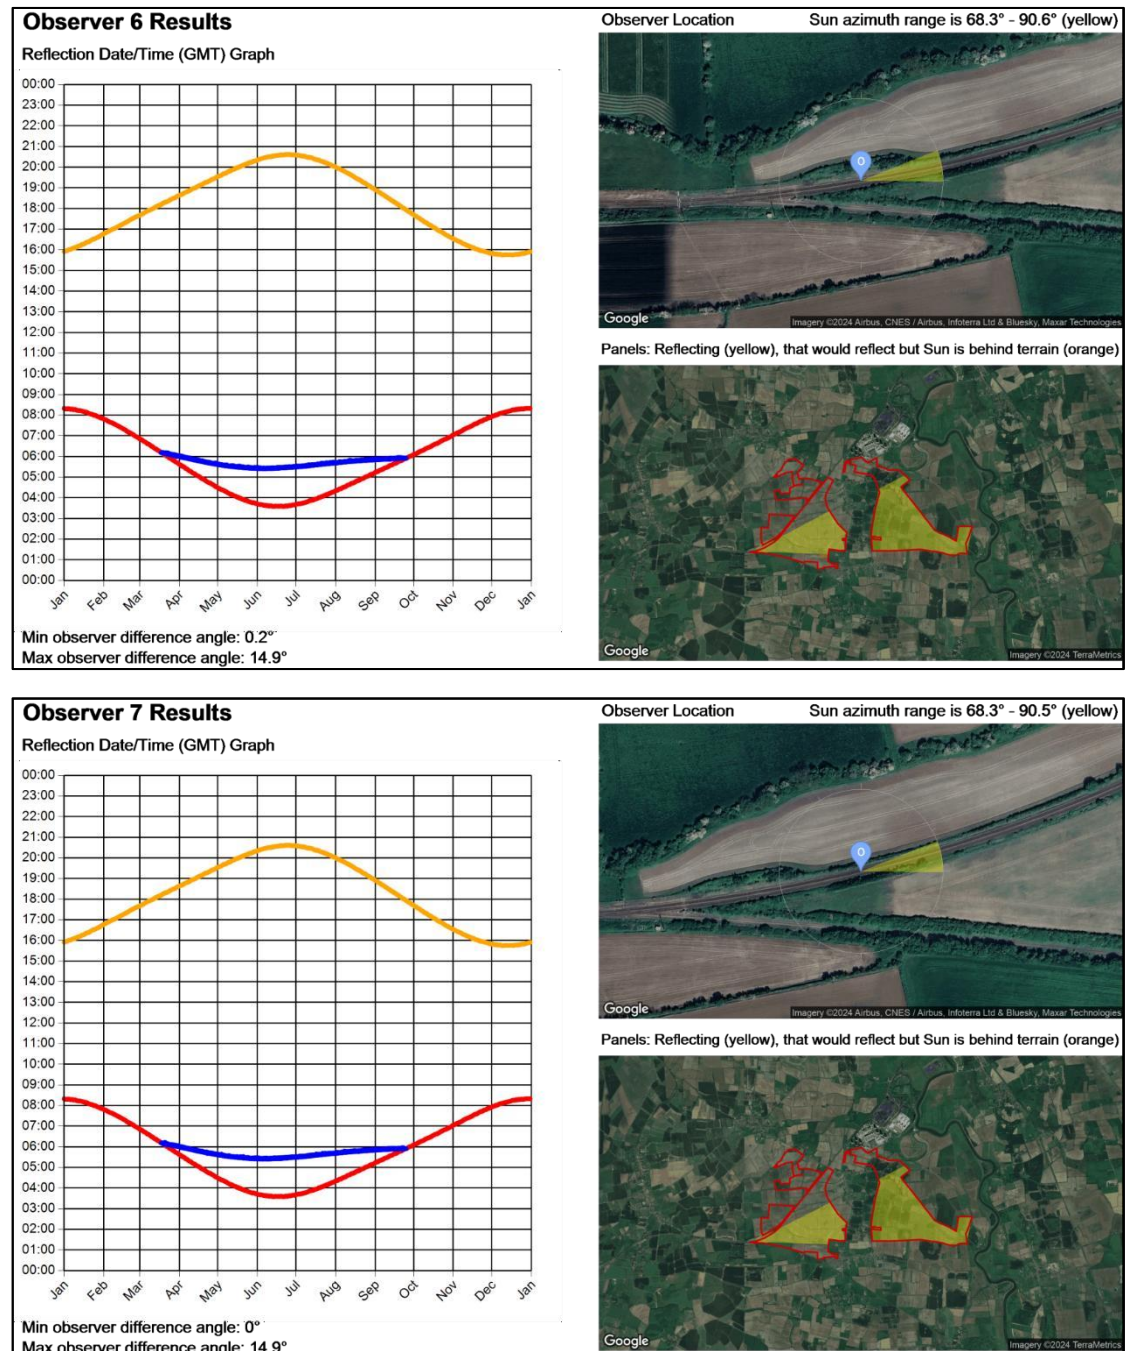 Observer 6 Results
Reflection Date/Time (GMT) Graph
00:00
23:00
22:00
21:00
20:00
19:00
18:00
17:00
16:00
15:00
14:00
13:00
12:00
11:00
10:00
09:00
08:00
07:00
06:00
05:00
04:00
03:00
02:00
01:00
00:00
Jan Feb Mar Apr May Jun Jul Aug Sep Oct Nov Dec Jan
Min observer difference angle: 0.2°
Max observer difference angle: 14.9°
Observer Location Sun azimuth range is 68.3° - 90.6° (yellow)
O
Google
Imagery ©2024 Airbus, CNES / Airbus, Infoterra Ltd & Bluesky, Maxar Technologies
Panels: Reflecting (yellow), that would reflect but Sun is behind terrain (orange)
Google
Imagery ©2024 TerraMetrics
Observer 7 Results
Reflection Date/Time (GMT) Graph
00:00
23:00
22:00
21:00
20:00
19:00
18:00
17:00
16:00
15:00
14:00
13:00
12:00
11:00
10:00
09:00
08:00
07:00
06:00
05:00
04:00
03:00
02:00
01:00
00:00
Jan Feb Mar Apr May Jun Jul Aug Sep Oct Nov Dec Jan
Min observer difference angle: 0°
Max observer difference angle: 14.9°
Observer Location Sun azimuth range is 68.3° - 90.5° (yellow)
O
Google
Imagery ©2024 Airbus, CNES / Airbus, Infoterra Ltd & Bluesky, Maxar Technologies
Panels: Reflecting (yellow), that would reflect but Sun is behind terrain (orange)
Google
Imagery ©2024 TerraMetrics